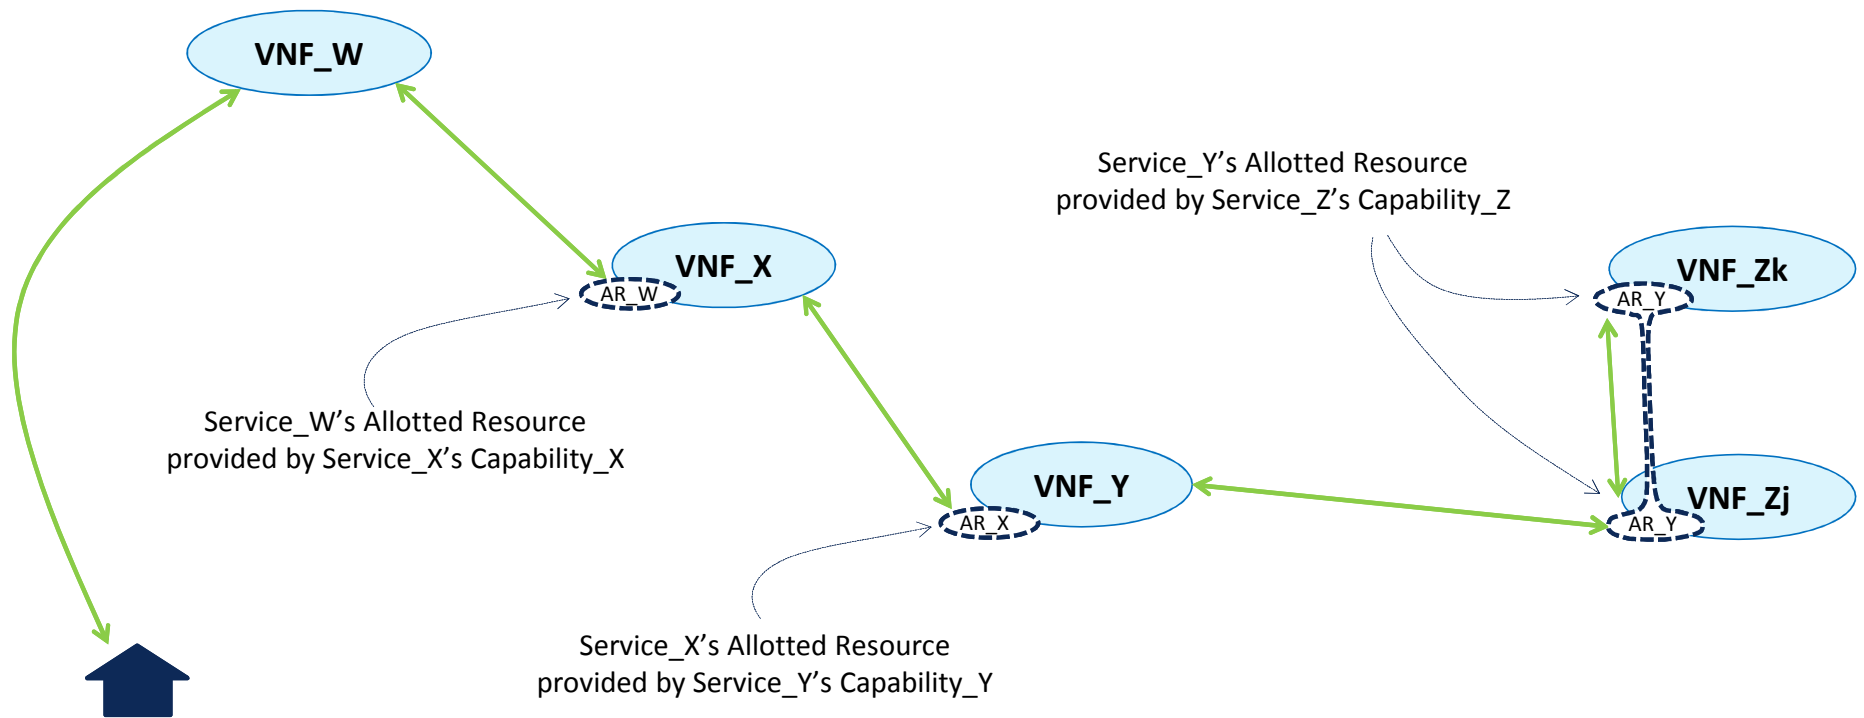 VNF_W
Service_Y’s Allotted Resource
provided by Service_Z’s Capability_Z
VNF_X
AR_W
VNF_Zk
AR_Y
Service_W’s Allotted Resource
provided by Service_X’s Capability_X
VNF_Y
AR_X
VNF_Zj
AR_Y
Service_X’s Allotted Resource
provided by Service_Y’s Capability_Y